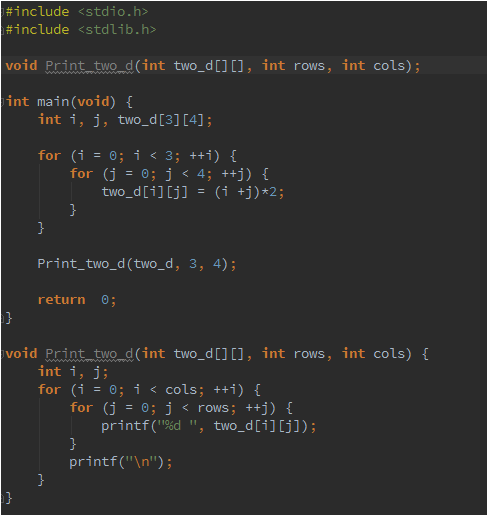 #include <stdio.h>
#include <stdlib.h>
void Print_two_d(int two_d[][], int rows, int cols);
int main(void) {
int i, j, two_d[3][4];
for (i = 0; i < 3; ++i) {
for (j = 0; j < 4; ++j) {
two_d[i][j] = (i +j)*2;
}
}
Print_two_d(two_d, 3, 4);
return  0;
}
void Print_two_d(int two_d[][], int rows, int cols) {
int i, j;
for (i = 0; i < cols; ++i) {
for (j = 0; j < rows; ++j) {
printf("%d ", two_d[i][j]);
}
printf("\n");
}
}